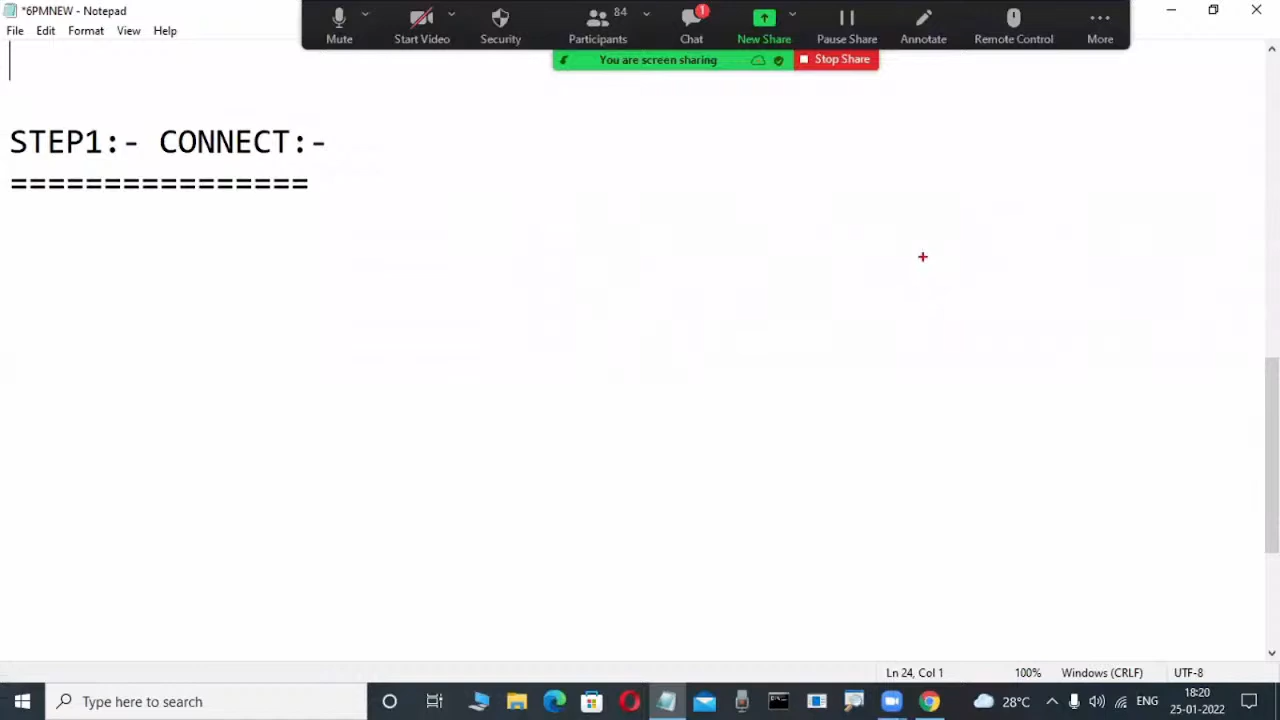 *6PMNEW - Notepad
File Edit Format View Help
Mute Start Video Security Participants 84 Chat 1 New Share Pause Share Annotate Remote Control More
You are screen sharing Stop Share
STEP1:- CONNECT:-
================
Ln 24, Col 1 100% Windows (CRLF) UTF-8
Type here to search 28°C ENG 18:20
25-01-2022